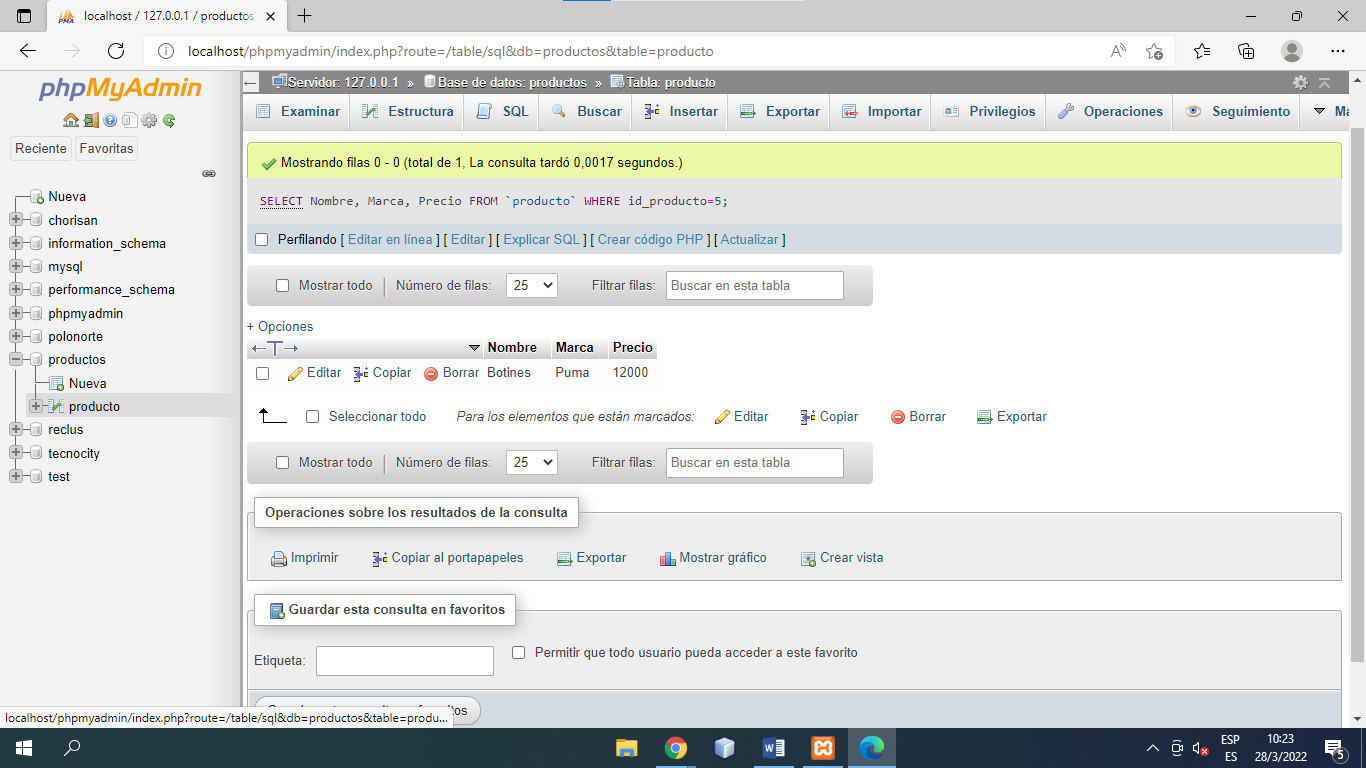 localhost / 127.0.0.1 / productos
localhost/phpmyadmin/index.php?route=/table/sql&db=productos&table=producto
phpMyAdmin
Reciente Favoritas
Nueva
chorisan
information_schema
mysql
performance_schema
phpmyadmin
polonorte
productos
Nueva
producto
reclus
tecnocity
test
Servidor: 127.0.0.1 » Base de datos: productos » Tabla: producto
Examinar Estructura SQL Buscar Insertar Exportar Importar Privilegios Operaciones Seguimiento
Mostrando filas 0 - 0 (total de 1, La consulta tardó 0,0017 segundos.)
SELECT Nombre, Marca, Precio FROM `producto` WHERE id_producto=5;
Perfilando [ Editar en línea ] [ Editar ] [ Explicar SQL ] [ Crear código PHP ] [ Actualizar ]
Mostrar todo Número de filas: 25 Filtrar filas: Buscar en esta tabla
+ Opciones
←T→ Nombre Marca Precio
Editar Copiar Borrar Botines Puma 12000
Seleccionar todo Para los elementos que están marcados: Editar Copiar Borrar Exportar
Mostrar todo Número de filas: 25 Filtrar filas: Buscar en esta tabla
Operaciones sobre los resultados de la consulta
Imprimir Copiar al portapapeles Exportar Mostrar gráfico Crear vista
Guardar esta consulta en favoritos
Etiqueta: Permitir que todo usuario pueda acceder a este favorito
localhost/phpmyadmin/index.php?route=/table/sql&db=productos&table=produ...
ESP
ES
10:23
28/3/2022
5